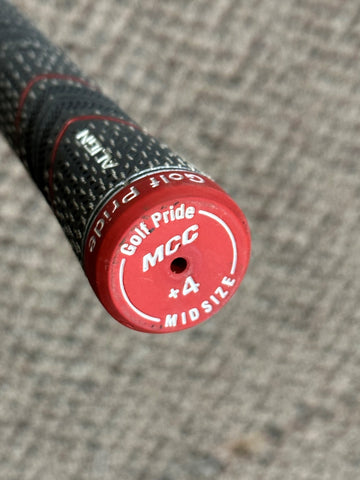 ALIGN
Golf Pride
Golf Pride
MCC
+4
MIDSIZE